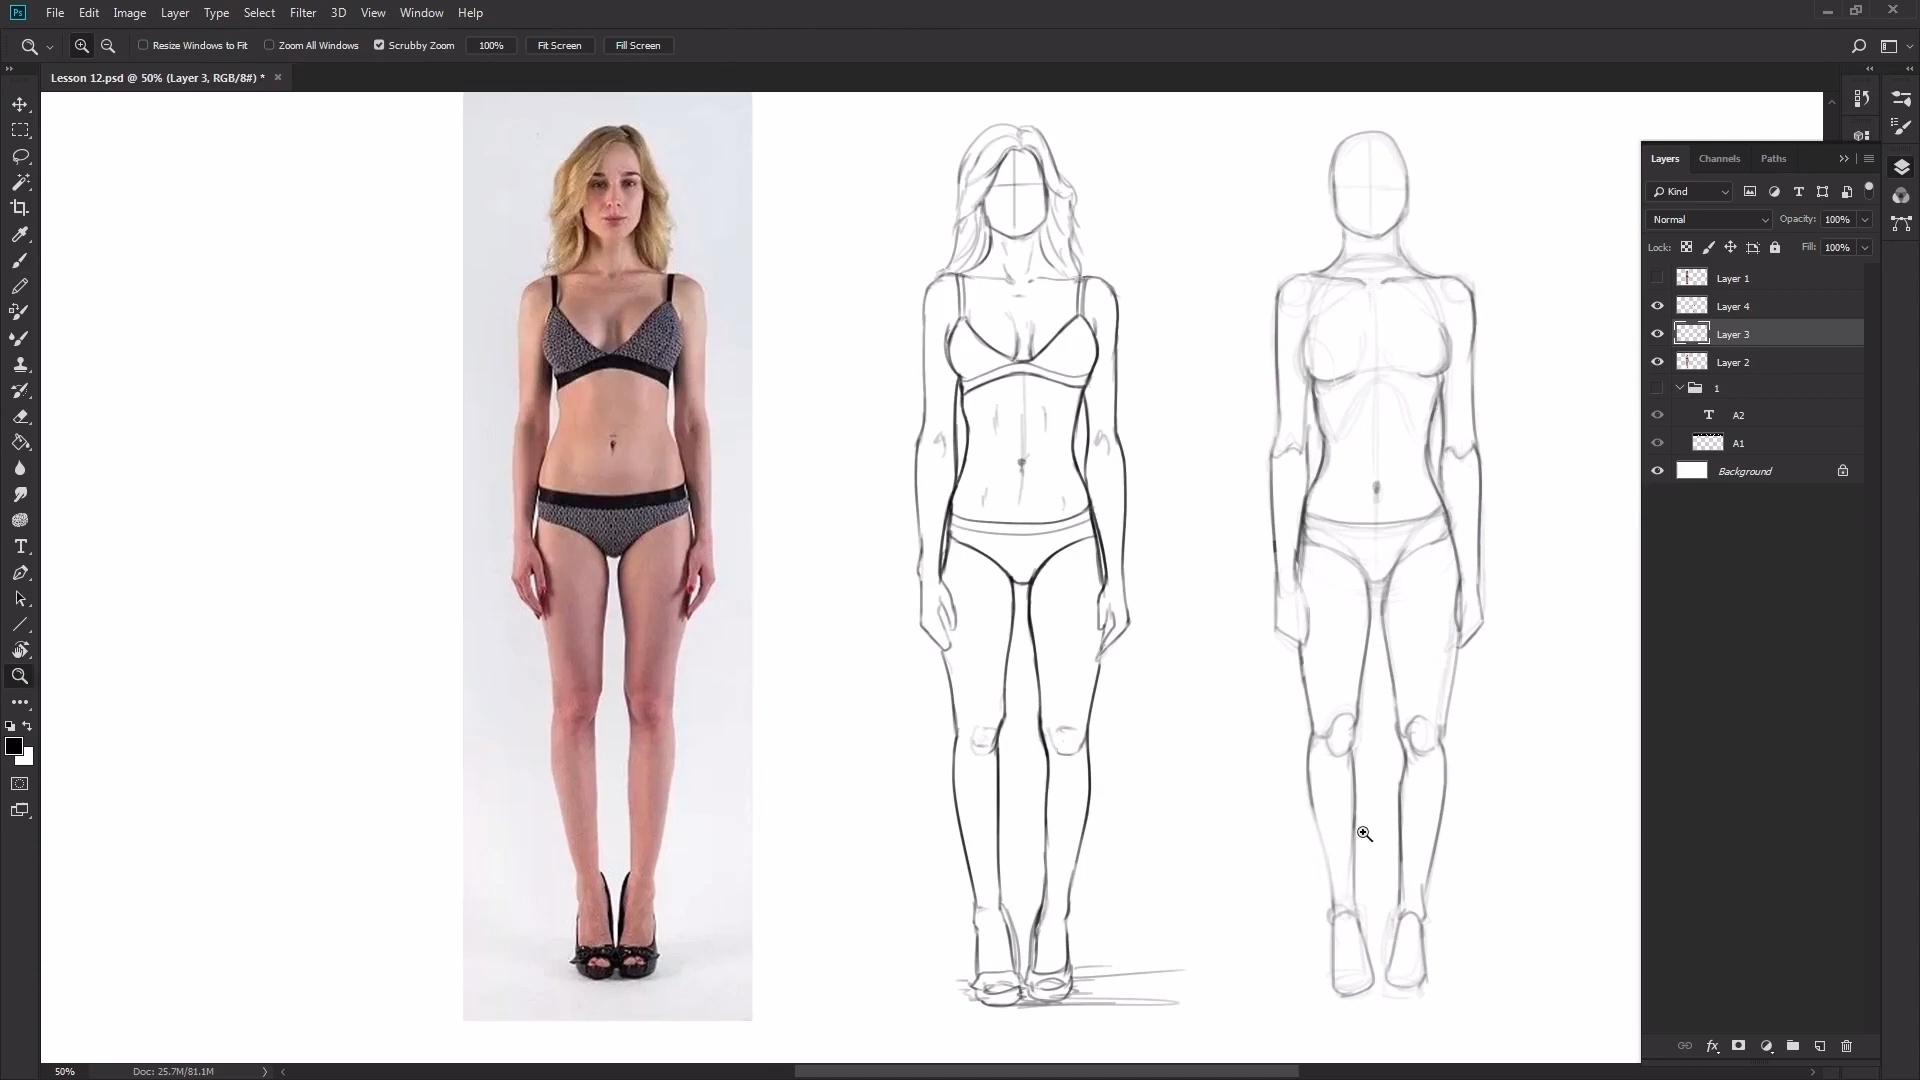 Ps File Edit Image Layer Type Select Filter 3D View Window Help
Resize Windows to Fit Zoom All Windows Scrubby Zoom 100% Fit Screen Fill Screen
Lesson 12.psd @ 50% (Layer 3, RGB/8#) *
Layers Channels Paths
Kind
Normal Opacity: 100%
Lock: Fill: 100%
Layer 1
Layer 4
Layer 3
Layer 2
1
A2
A1
Background
50% Doc: 25.7M/81.1M